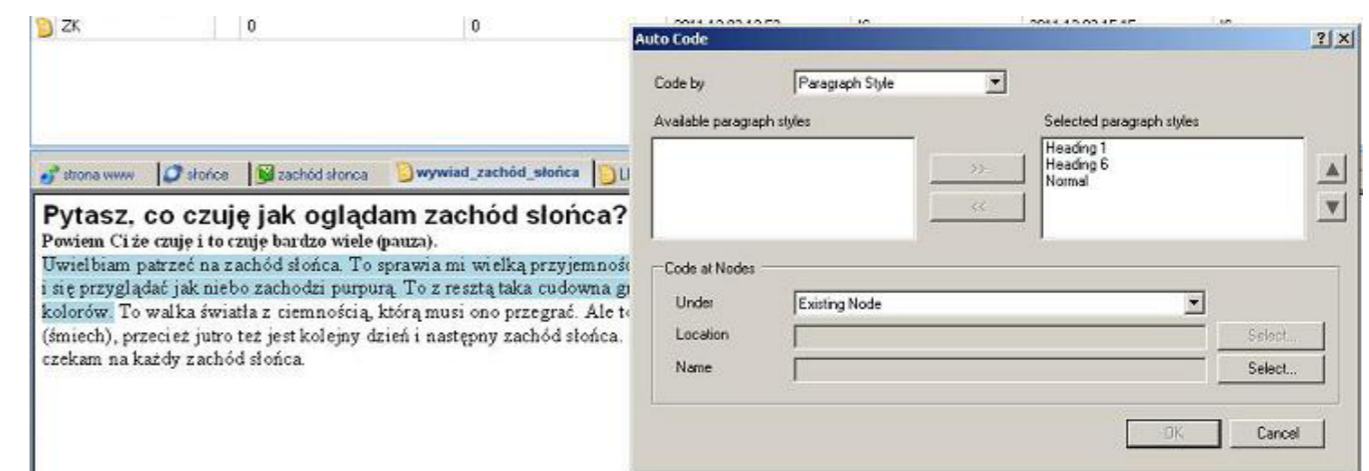 ZK 0 0
Auto Code
Code by Paragraph Style
Available paragraph styles Selected paragraph styles
Heading 1
Heading 6
Normal
>>
<<
strona www słońce zachód słonca wywiad_zachód_słońca
Pytasz, co czuję jak oglądam zachód slońca?
Powiem Ci że czuję i to czuję bardzo wiele (pauza).
Uwielbiam patrzeć na zachód słońca. To sprawia mi wielką
i się przyglądać jak niebo zachodzi purpurą. To z resztą taka cudowna
kolorów. To walka światła z ciemnością, którą musi ono przegrać. Ale
(śmiech), przecież jutro też jest kolejny dzień i następny zachód słońca.
czekam na każdy zachód słońca.
Code at Nodes
Under Existing Node
Location Select...
Name Select...
OK Cancel